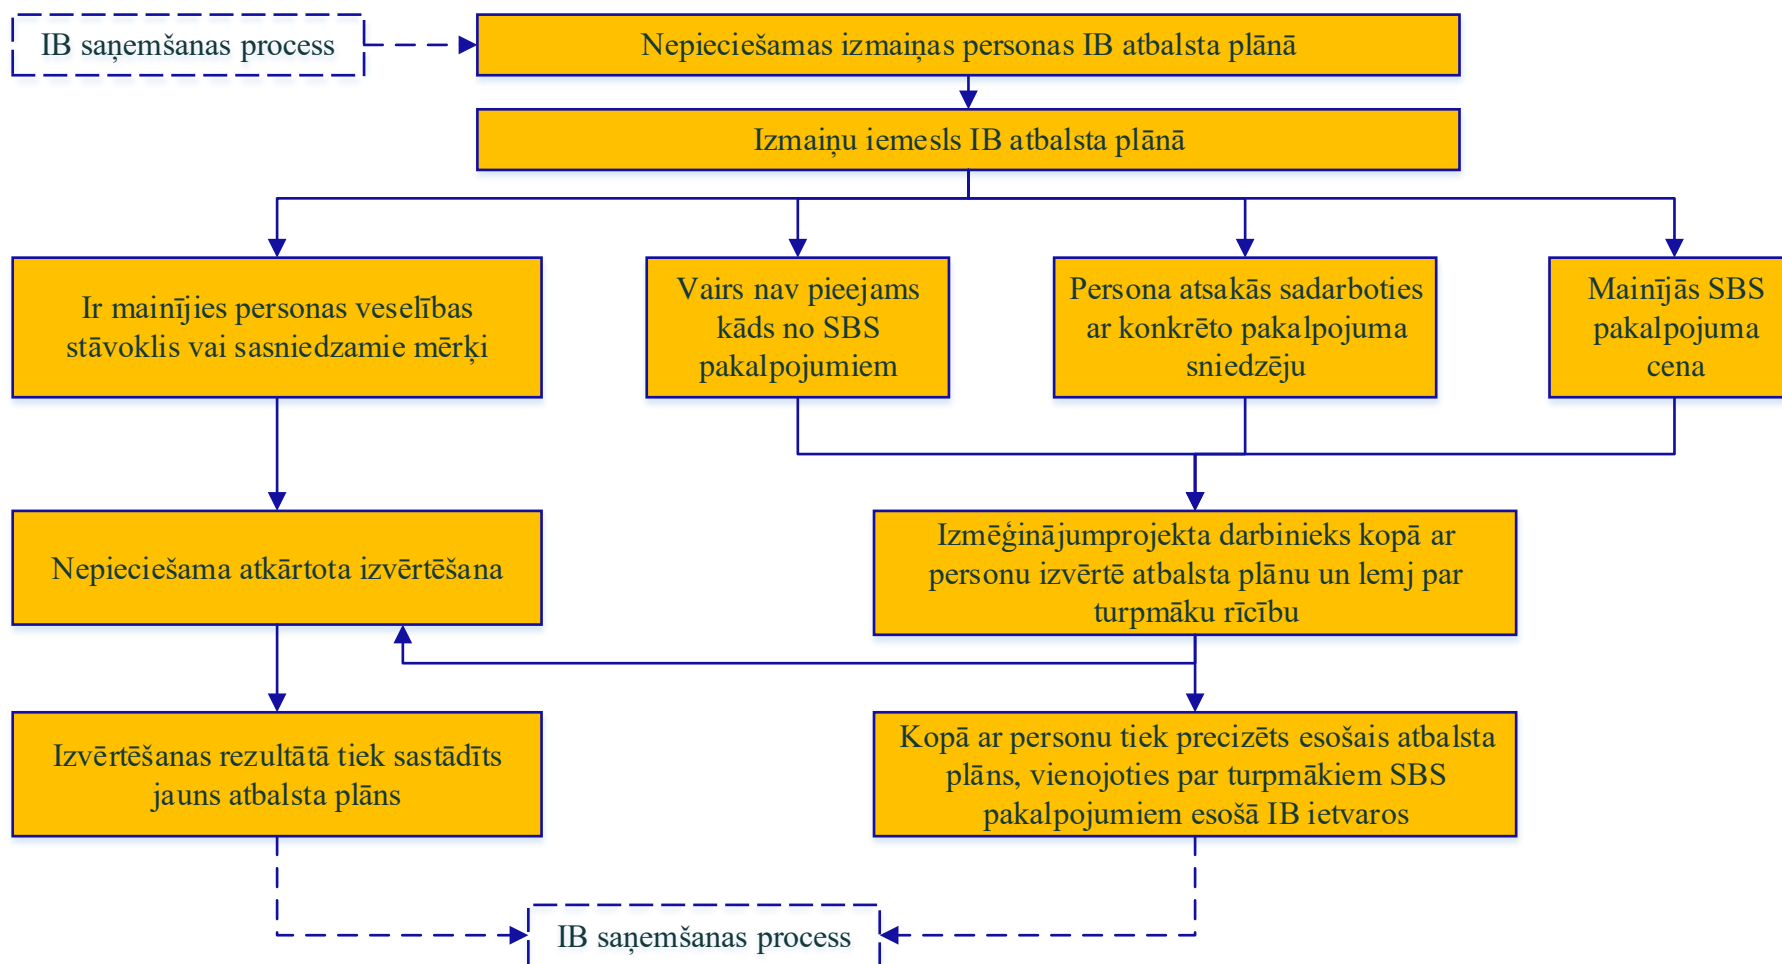 IB saņemšanas process
Nepieciešamas izmaiņas personas IB atbalsta plānā
Izmaiņu iemesls IB atbalsta plānā
Ir mainījies personas veselības
stāvoklis vai sasniedzamie mērķi
Vairs nav pieejams
kāds no SBS
pakalpojumiem
Persona atsakās sadarboties
ar konkrēto pakalpojuma
sniedzēju
Mainījās SBS
pakalpojuma
cena
Nepieciešama atkārtota izvērtēšana
Izmēģinājumprojekta darbinieks kopā ar
personu izvērtē atbalsta plānu un lemj par
turpmāku rīcību
Izvērtēšanas rezultātā tiek sastādīts
jauns atbalsta plāns
Kopā ar personu tiek precizēts esošais atbalsta
plāns, vienojoties par turpmākiem SBS
pakalpojumiem esošā IB ietvaros
IB saņemšanas process